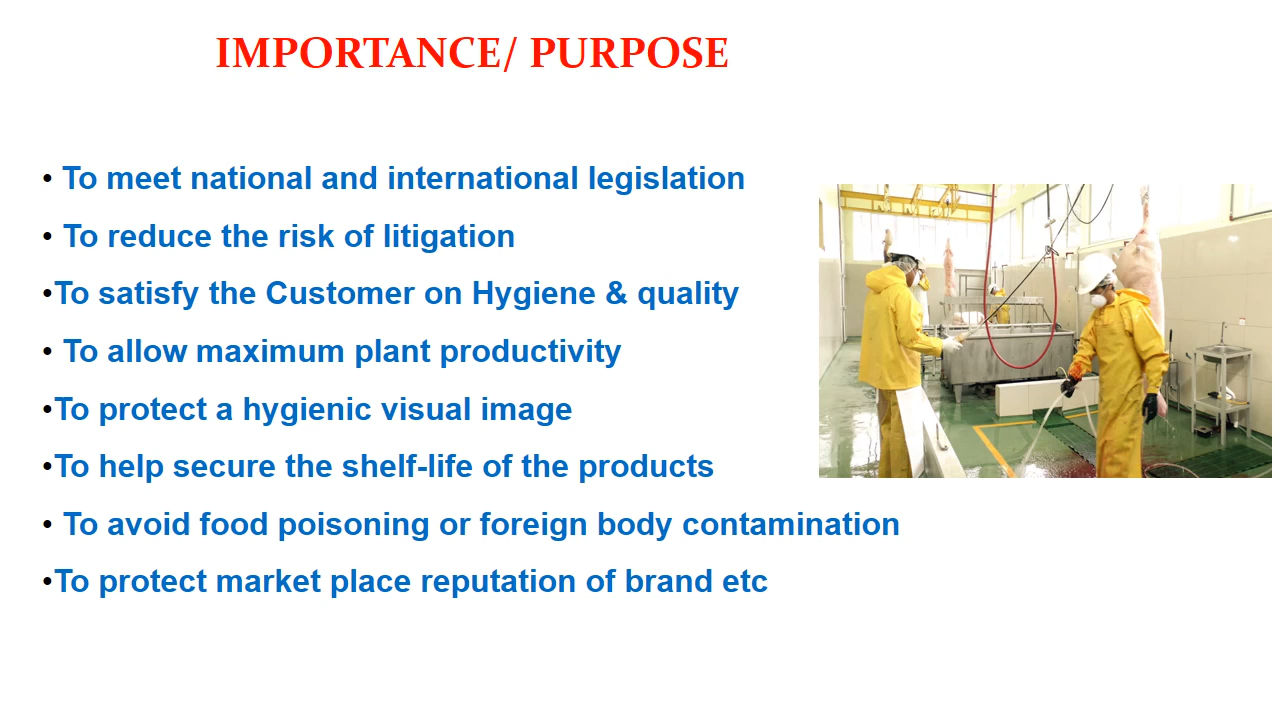 IMPORTANCE/ PURPOSE
• To meet national and international legislation
• To reduce the risk of litigation
•To satisfy the Customer on Hygiene & quality
• To allow maximum plant productivity
•To protect a hygienic visual image
•To help secure the shelf-life of the products
• To avoid food poisoning or foreign body contamination
•To protect market place reputation of brand etc